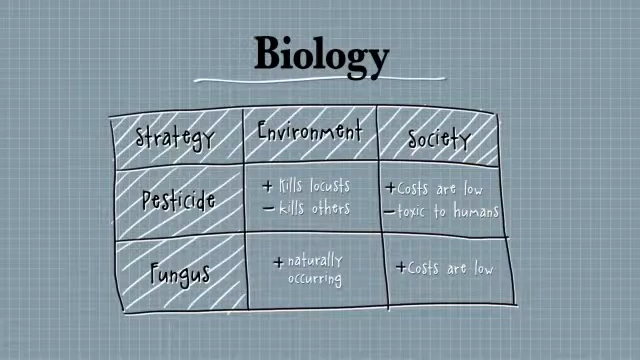 Biology
Strategy Environment Society
Pesticide + Kills locusts + Costs are low
- kills others - toxic to humans
Fungus + naturally occurring + Costs are low